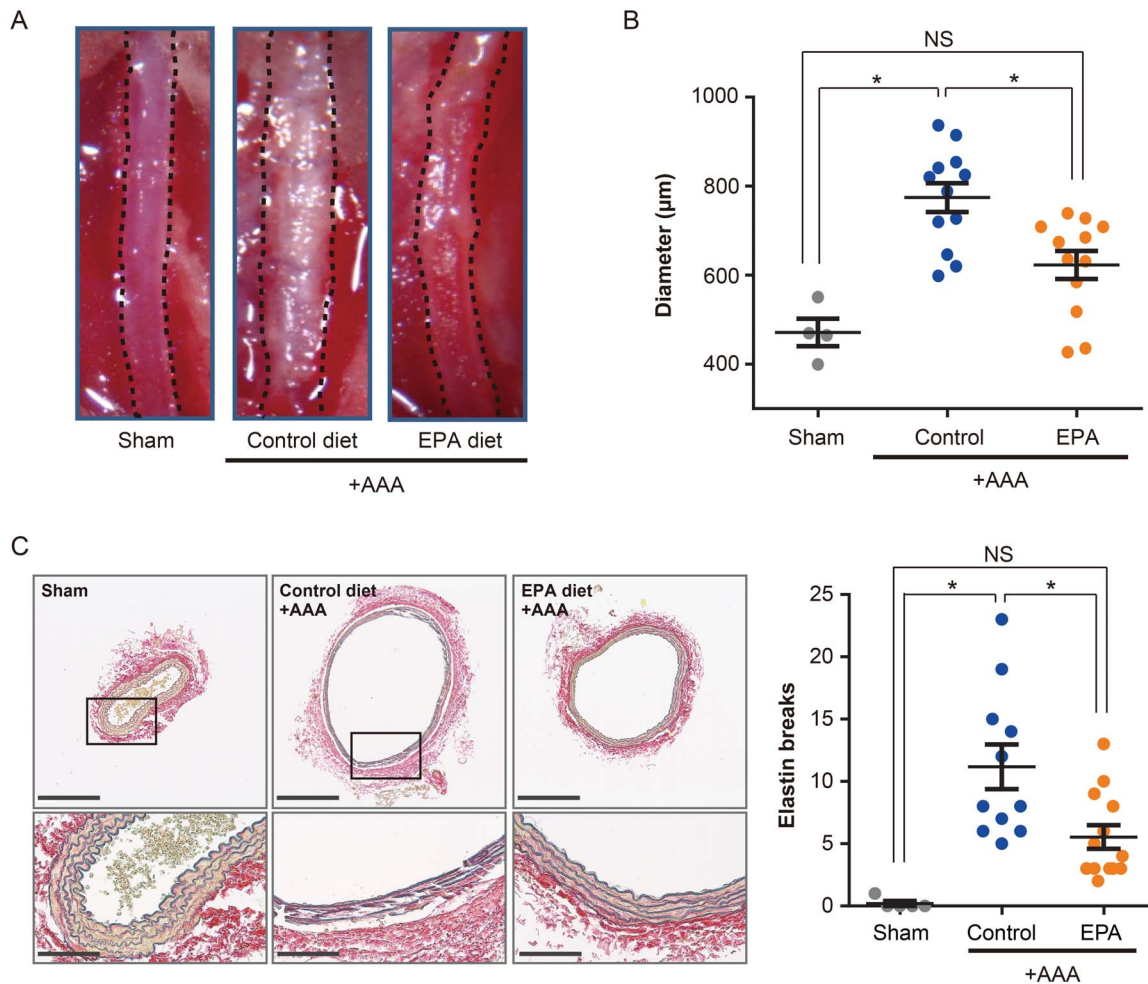 A
Sham
Control diet
EPA diet
+AAA
B
NS
*
*
Diameter (μm)
1000
800
600
400
Sham
Control
EPA
+AAA
C
Sham
Control diet
+AAA
EPA diet
+AAA
NS
*
*
Elastin breaks
25
20
15
10
5
0
Sham
Control
EPA
+AAA